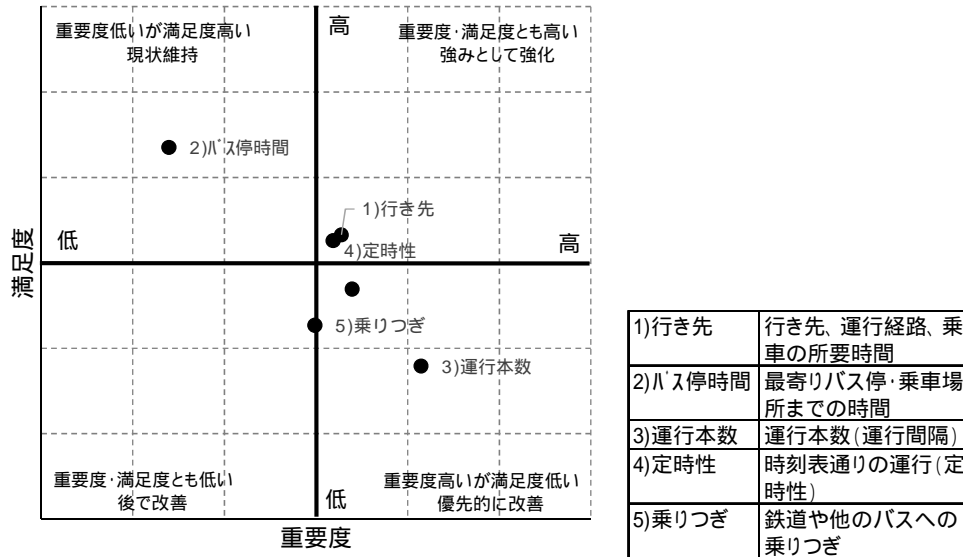 重要度低いが満足度高い
現状維持
高
重要度・満足度とも高い
強みとして強化
2)バス停時間
1)行き先
4)定時性
低
高
満足度
5)乗りつぎ
3)運行本数
重要度・満足度とも低い
後で改善
低
重要度高いが満足度低い
優先的に改善
重要度
1)行き先 行き先、運行経路、乗
車の所要時間
2)バス停時間 最寄りバス停・乗車場
所までの時間
3)運行本数 運行本数(運行間隔)
4)定時性 時刻表通りの運行(定
時性)
5)乗りつぎ 鉄道や他のバスへの
乗りつぎ